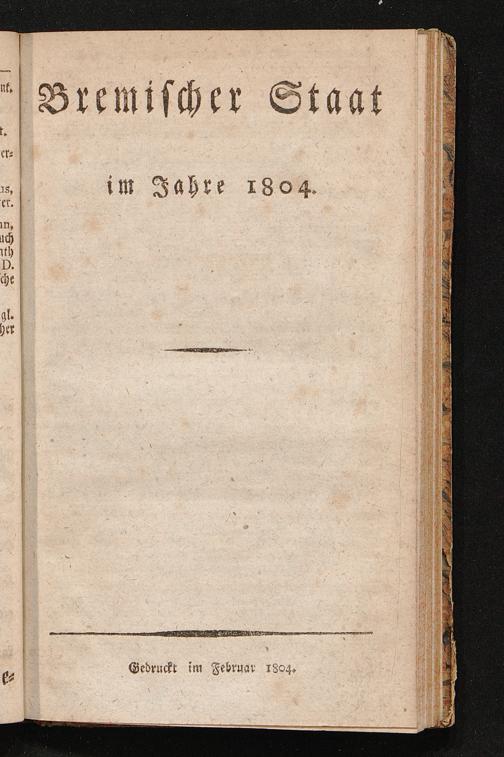 Bremiſcher Staat
im Jahre 1804.
Gedruckt im Februar 1804.